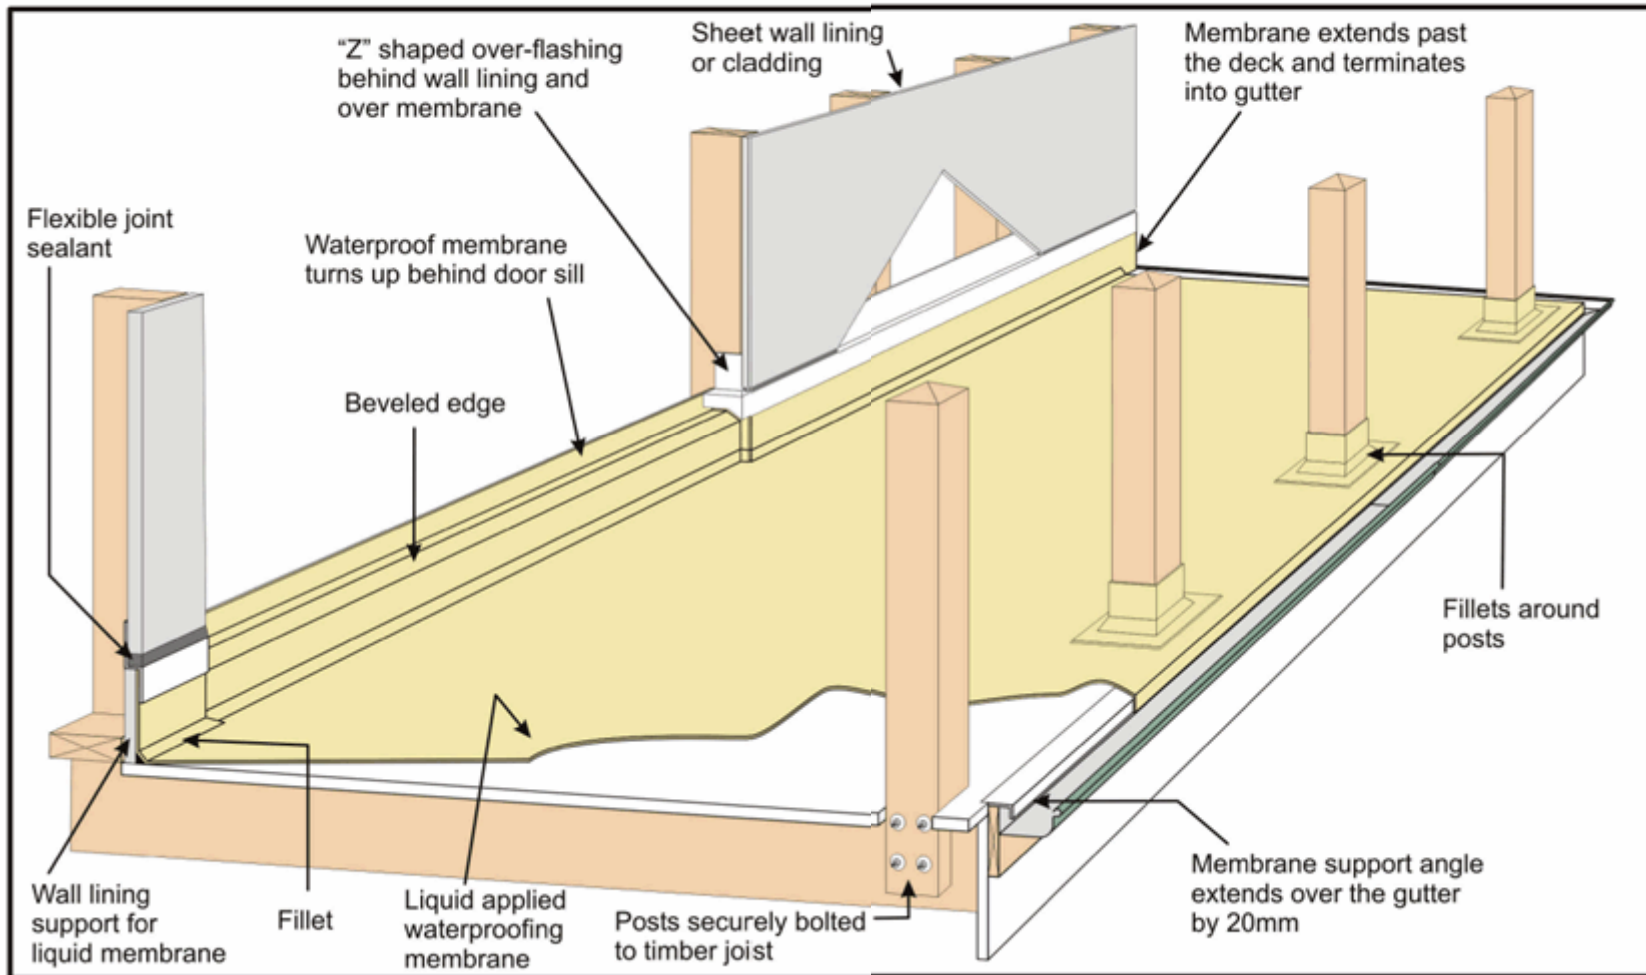 “Z” shaped over-flashing
behind wall lining and
over membrane
Sheet wall lining
or cladding
Membrane extends past
the deck and terminates
into gutter
Flexible joint
sealant
Waterproof membrane
turns up behind door sill
Beveled edge
Fillets around
posts
Wall lining
support for
liquid membrane
Fillet
Liquid applied
waterproofing
membrane
Posts securely bolted
to timber joist
Membrane support angle
extends over the gutter
by 20mm